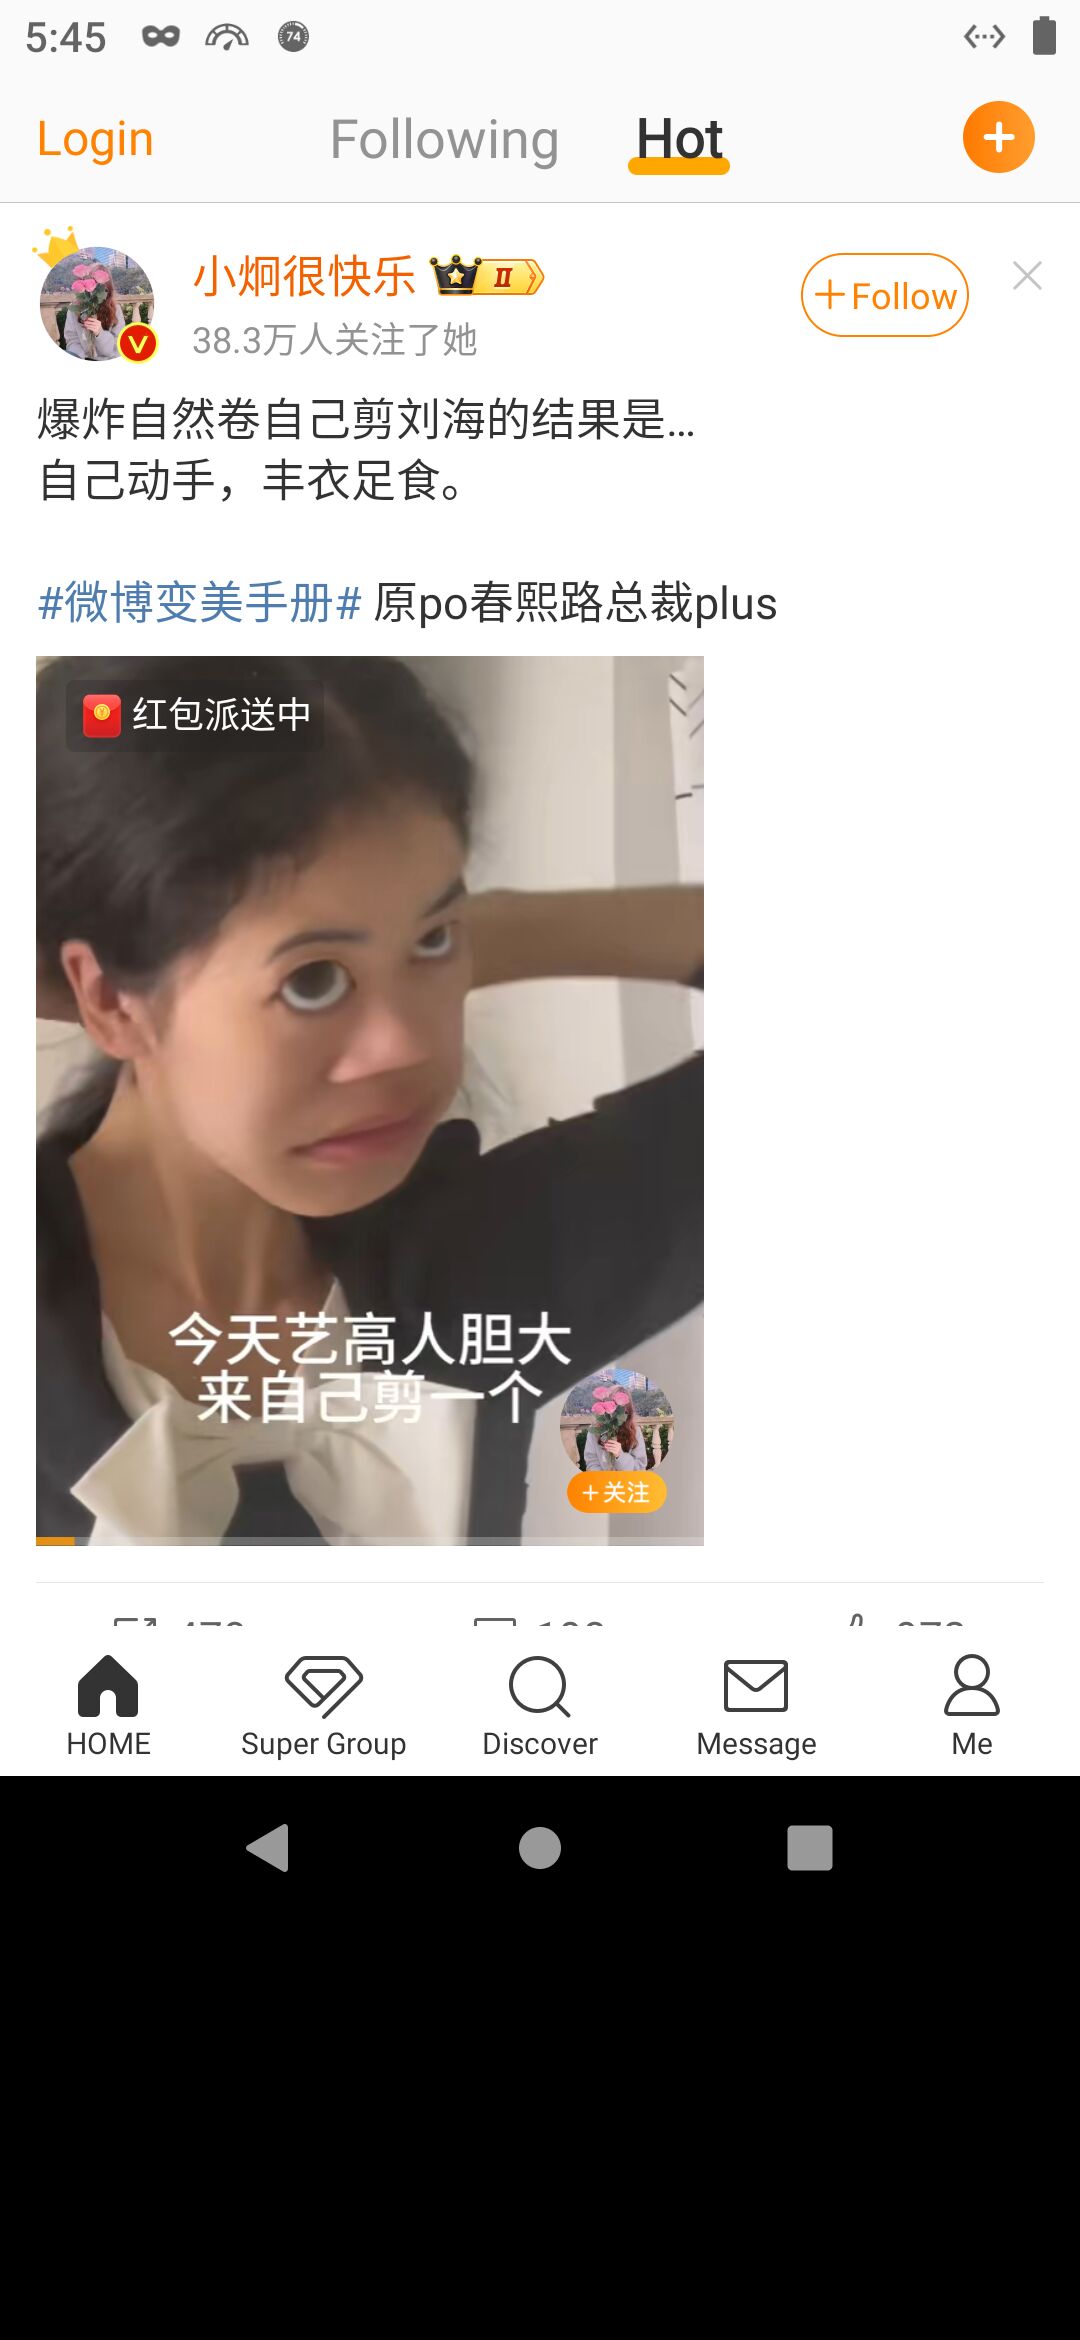 5:45
74
Login
Following
Hot
小炯很快乐
II
+Follow
38.3万人关注了她
爆炸自然卷自己剪刘海的结果是...
自己动手，丰衣足食。
#微博变美手册# 原po春熙路总裁plus
红包派送中
今天艺高人胆大
来自己剪一个
+关注
HOME
Super Group
Discover
Message
Me